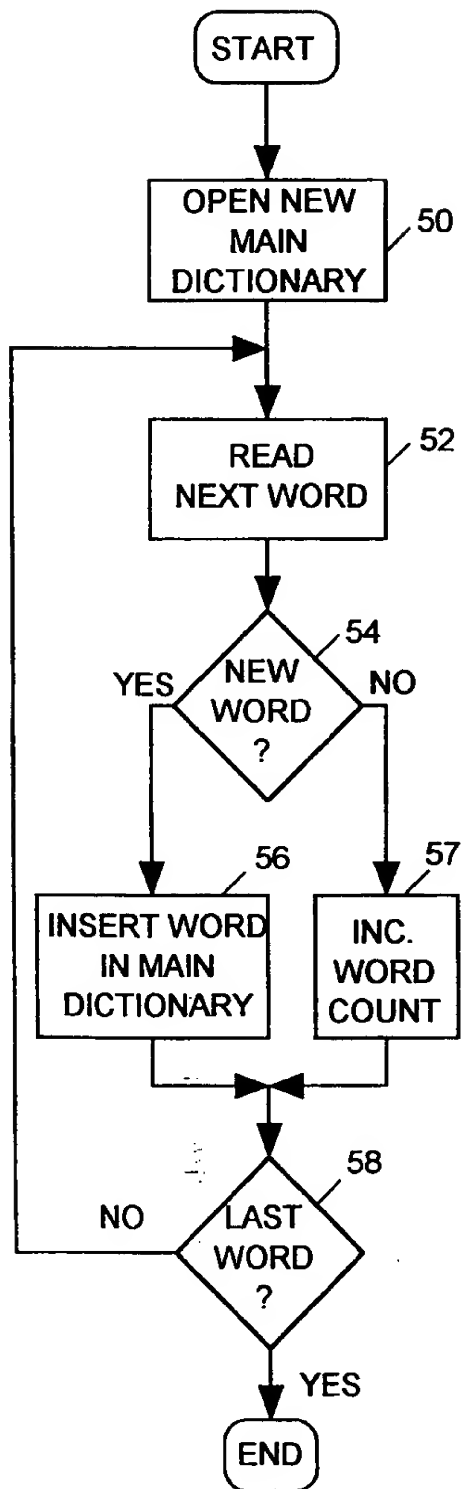 START
OPEN NEW
MAIN
DICTIONARY
50
READ
NEXT WORD
52
NEW
WORD
?
54
YES
NO
INSERT WORD
IN MAIN
DICTIONARY
56
INC.
WORD
COUNT
57
LAST
WORD
?
58
NO
YES
END